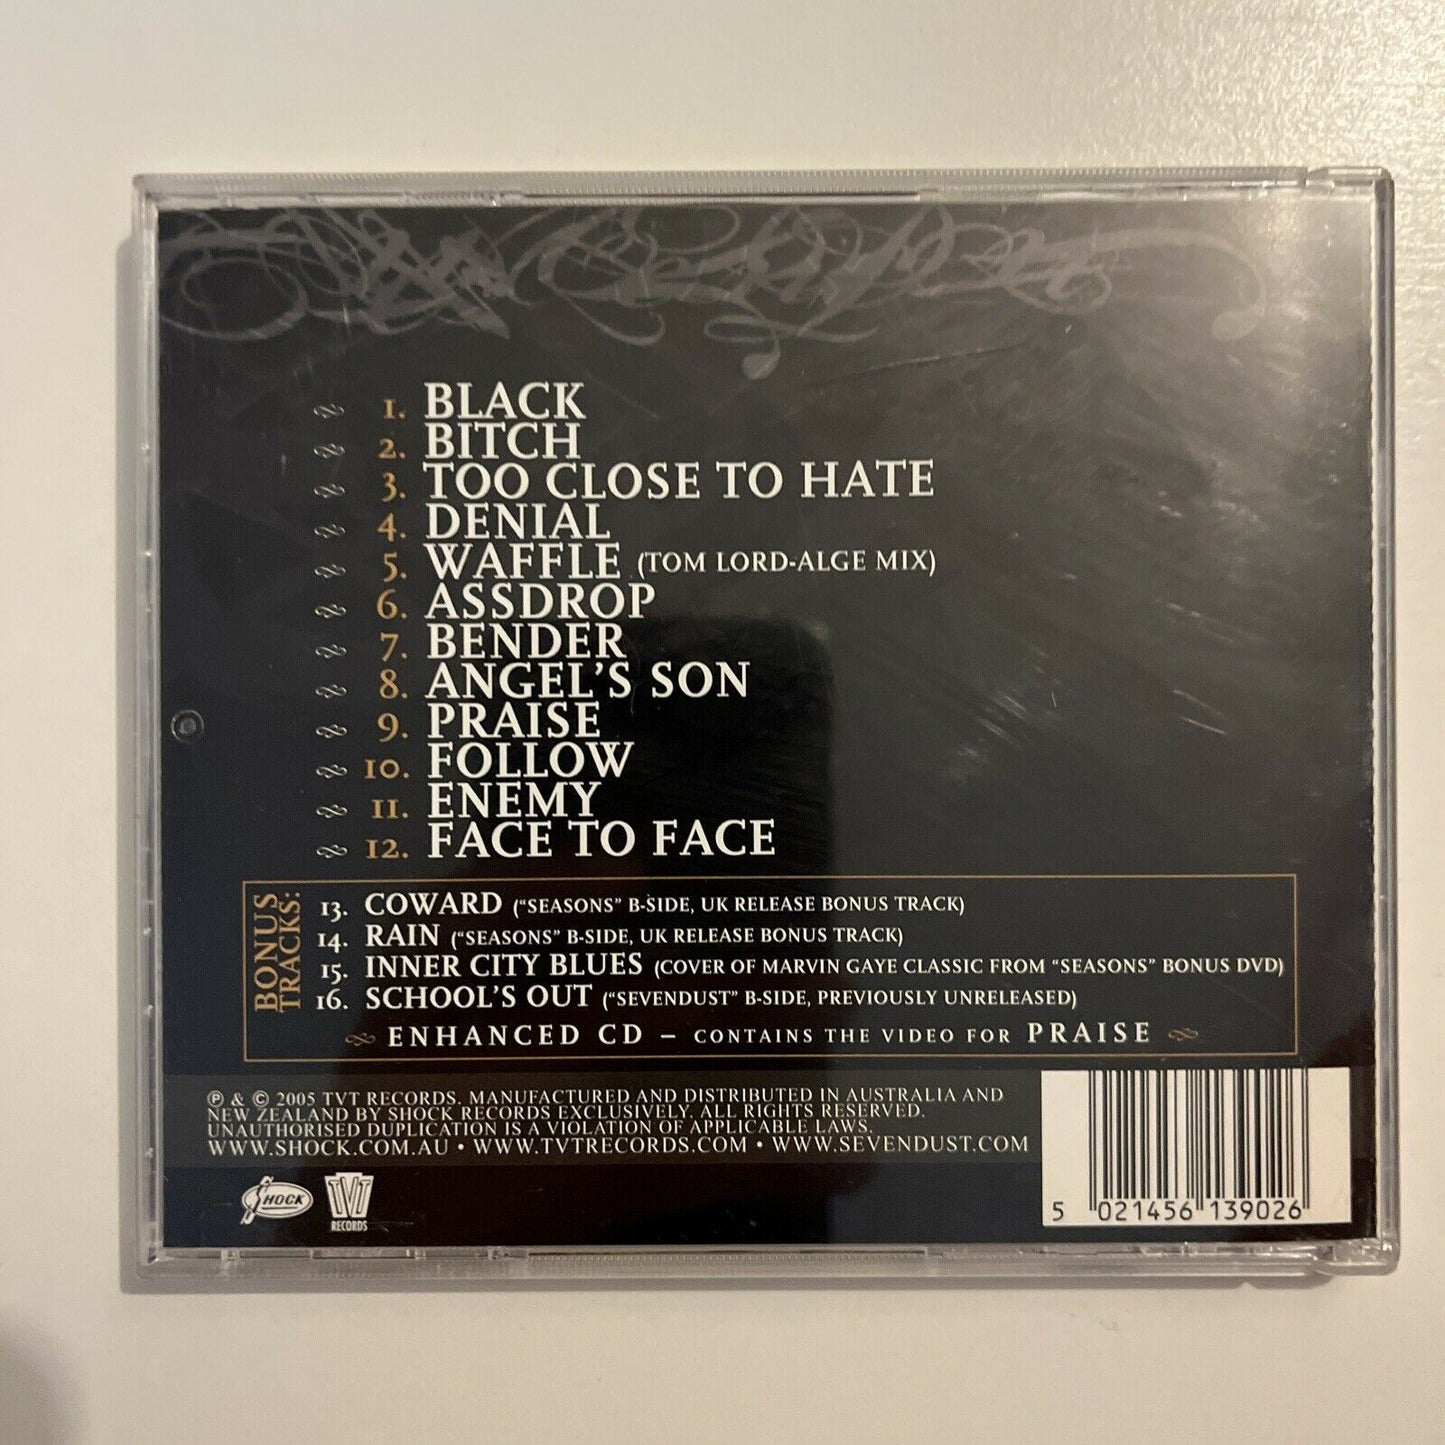 1. BLACK
2. BITCH
3. TOO CLOSE TO HATE
4. DENIAL
5. WAFFLE (TOM LORD-ALGE MIX)
6. ASSDROP
7. BENDER
8. ANGEL'S SON
9. PRAISE
10. FOLLOW
11. ENEMY
12. FACE TO FACE
BONUS
TRACKS:
13. COWARD ("SEASONS" B-SIDE, UK RELEASE BONUS TRACK)
14. RAIN ("SEASONS" B-SIDE, UK RELEASE BONUS TRACK)
15. INNER CITY BLUES (COVER OF MARVIN GAYE CLASSIC FROM "SEASONS" BONUS DVD)
16. SCHOOL'S OUT ("SEVENDUST" B-SIDE, PREVIOUSLY UNRELEASED)
ENHANCED CD – CONTAINS THE VIDEO FOR PRAISE
℗ & © 2005 TVT RECORDS. MANUFACTURED AND DISTRIBUTED IN AUSTRALIA AND
NEW ZEALAND BY SHOCK RECORDS EXCLUSIVELY. ALL RIGHTS RESERVED.
UNAUTHORISED DUPLICATION IS A VIOLATION OF APPLICABLE LAWS.
WWW.SHOCK.COM.AU • WWW.TVTRECORDS.COM • WWW.SEVENDUST.COM
SHOCK
TVT
RECORDS
5 021456 139026